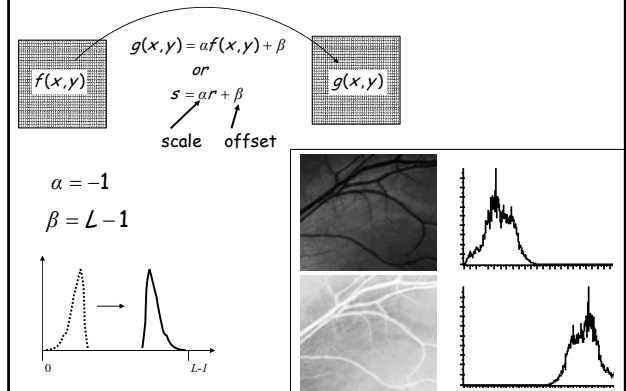 g(x,y) = αf(x,y) + β
f(x,y)
or
g(x,y)
s = αr + β
scale offset
α = −1
β = L − 1
0 L-1